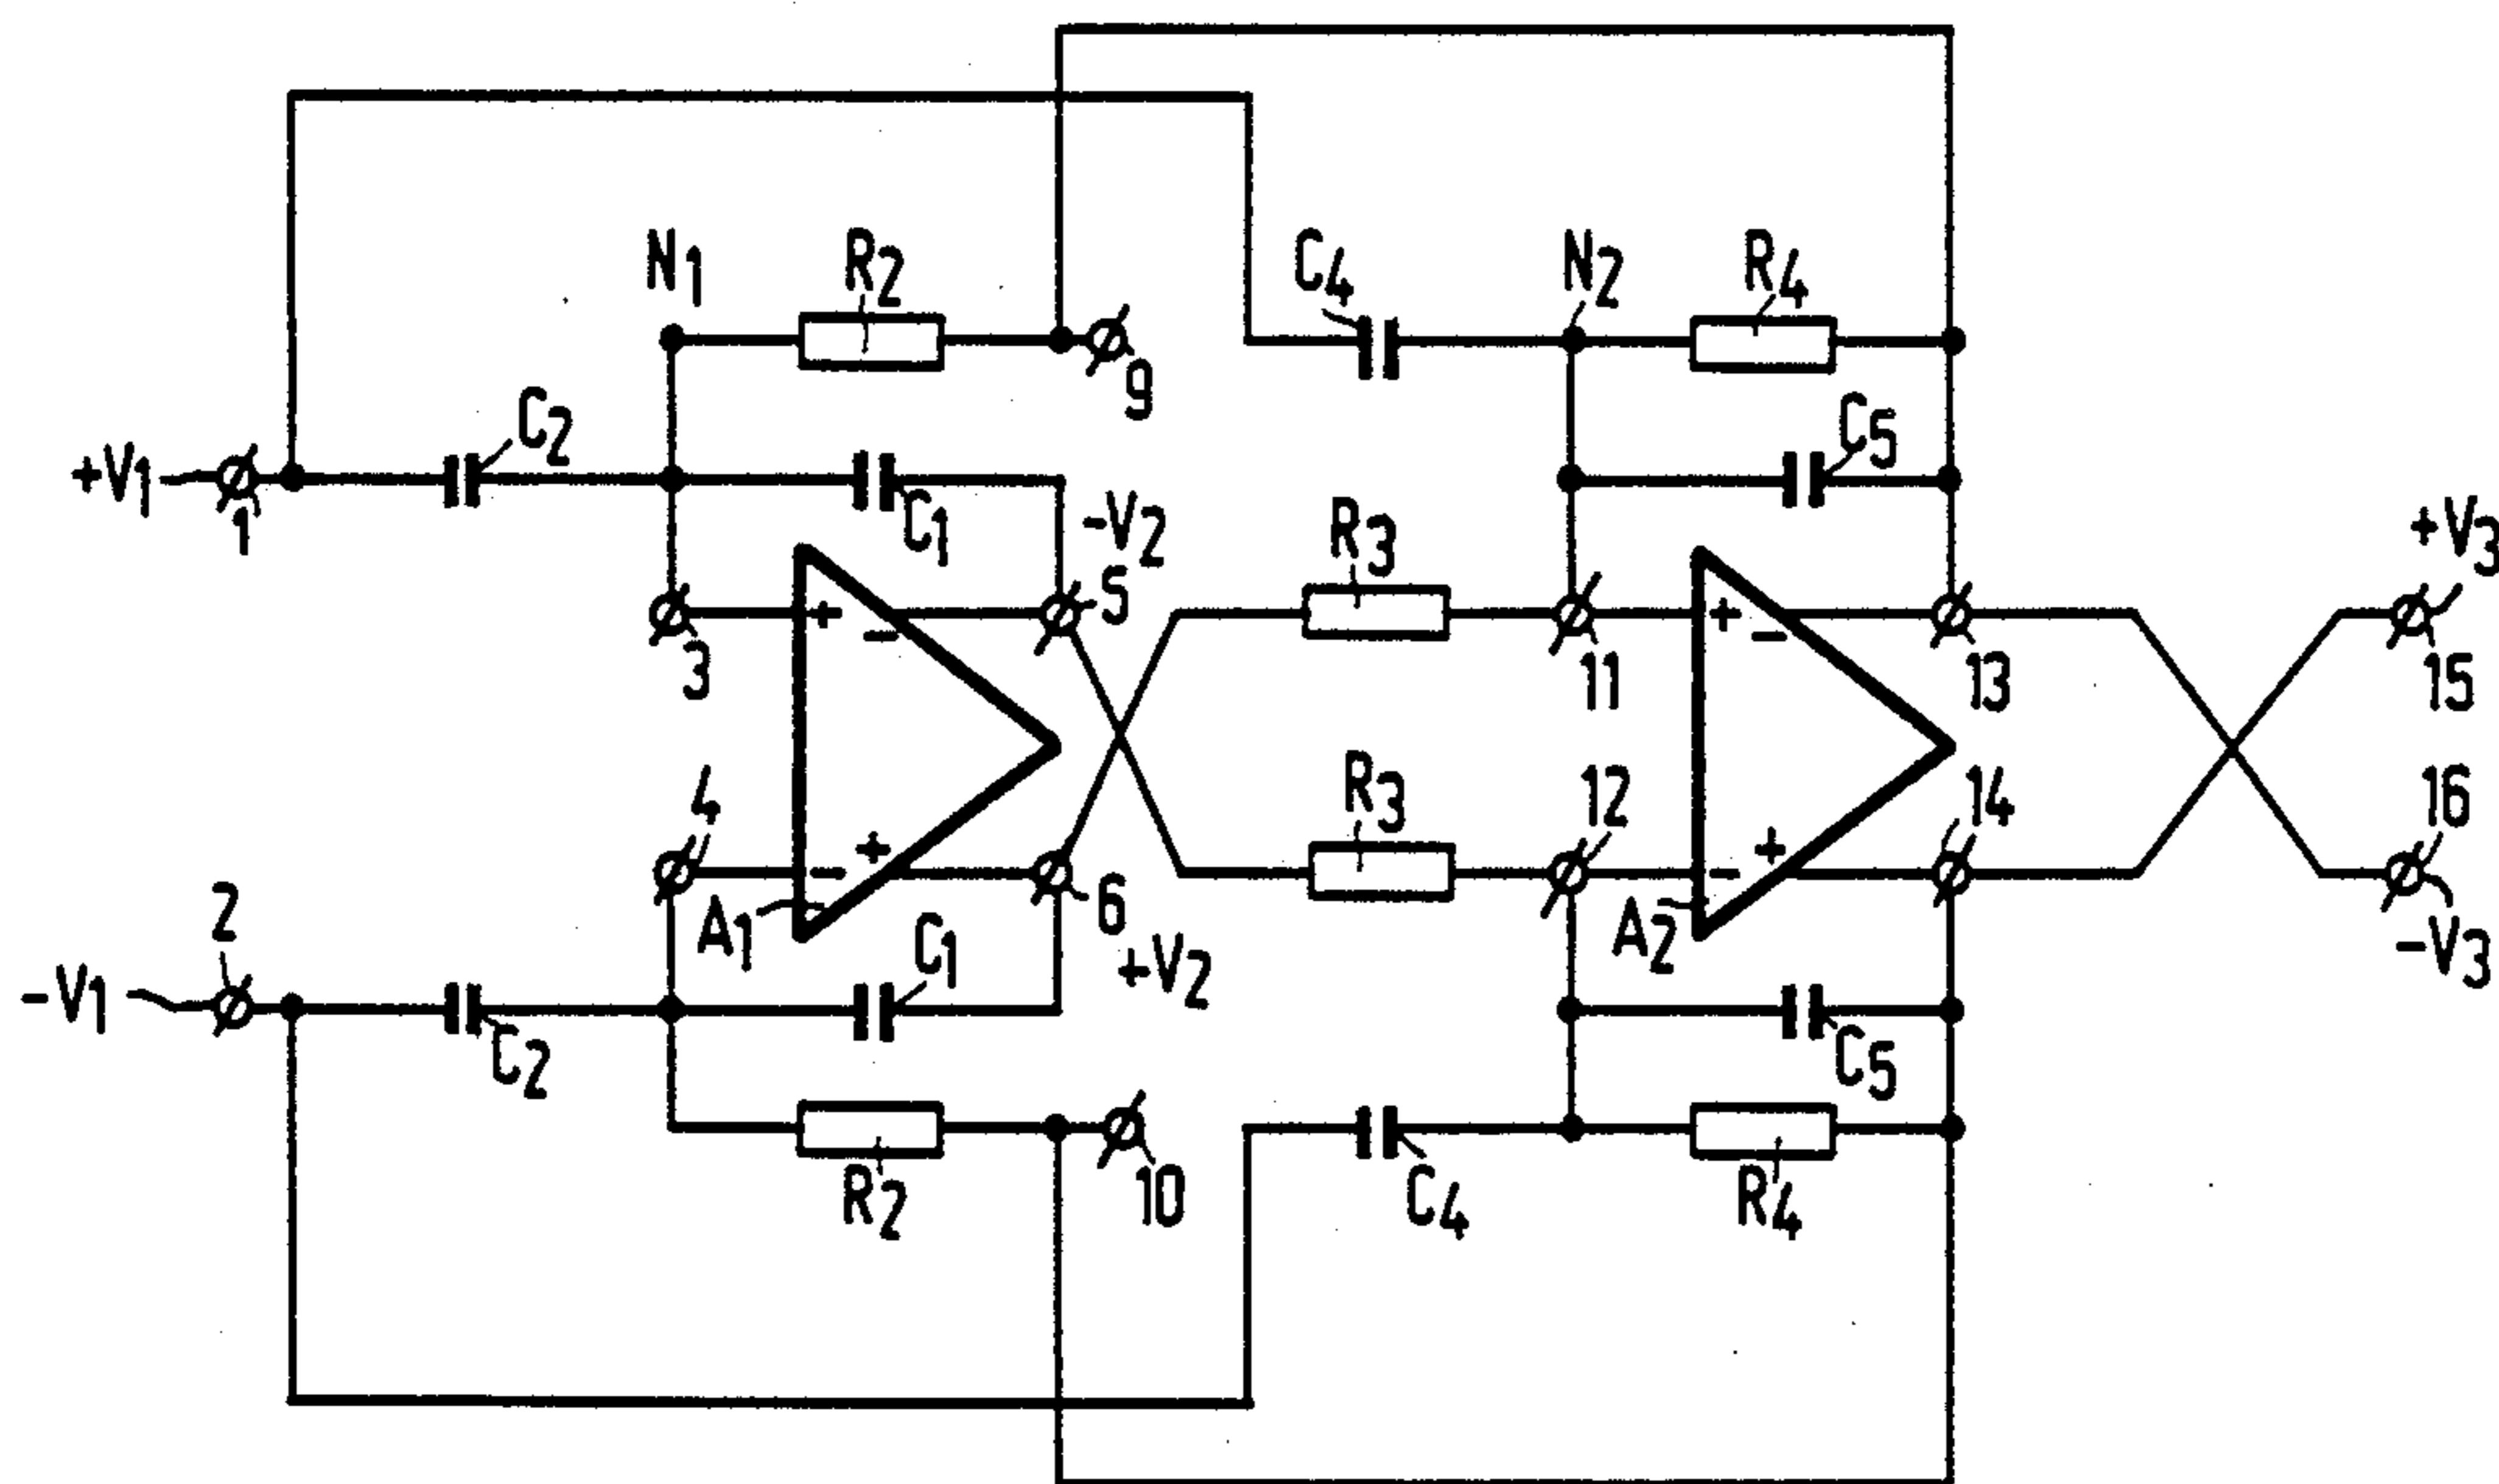 N1 R2 C4 N2 R4
9
C2 C5
+V1 1 C1 -V2 R3 +V3
5
+ - + -
3 11 13 15
4 R3 12 14 16
+ - + -
2 A1 C1 6 A2 -V3
+V2
-V1
C2 C5
10
R2 C4 R4